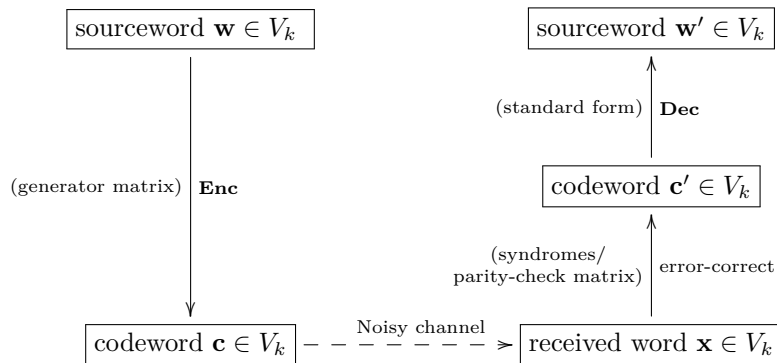 sourceword w ∈ V_k
sourceword w′ ∈ V_k
(standard form) Dec
(generator matrix) Enc
codeword c′ ∈ V_k
(syndromes/
parity-check matrix)
error-correct
codeword c ∈ V_k
Noisy channel
received word x ∈ V_k